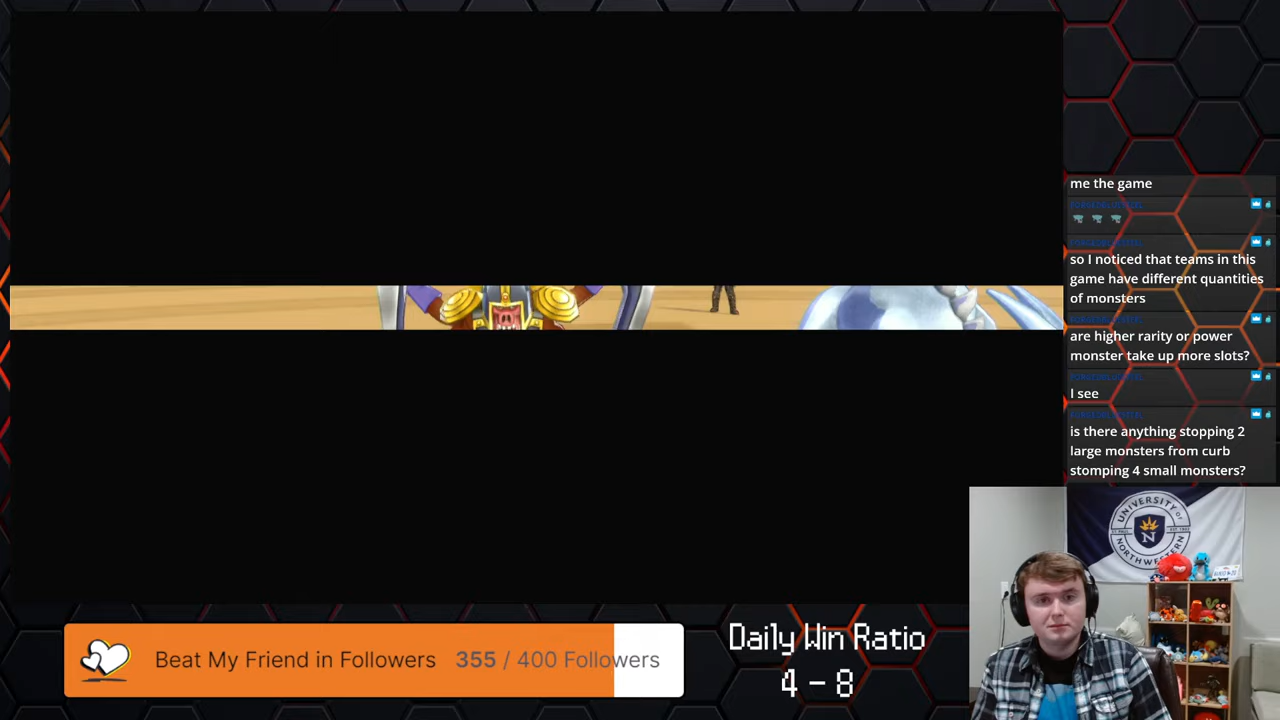 me the game
so I noticed that teams in this
game have different quantities
of monsters
are higher rarity or power
monster take up more slots?
I see
is there anything stopping 2
large monsters from curb
stomping 4 small monsters?
UNIVERSITY OF
N
NORTHWESTERN
Beat My Friend in Followers 355 / 400 Followers
Daily Win Ratio
4 - 8